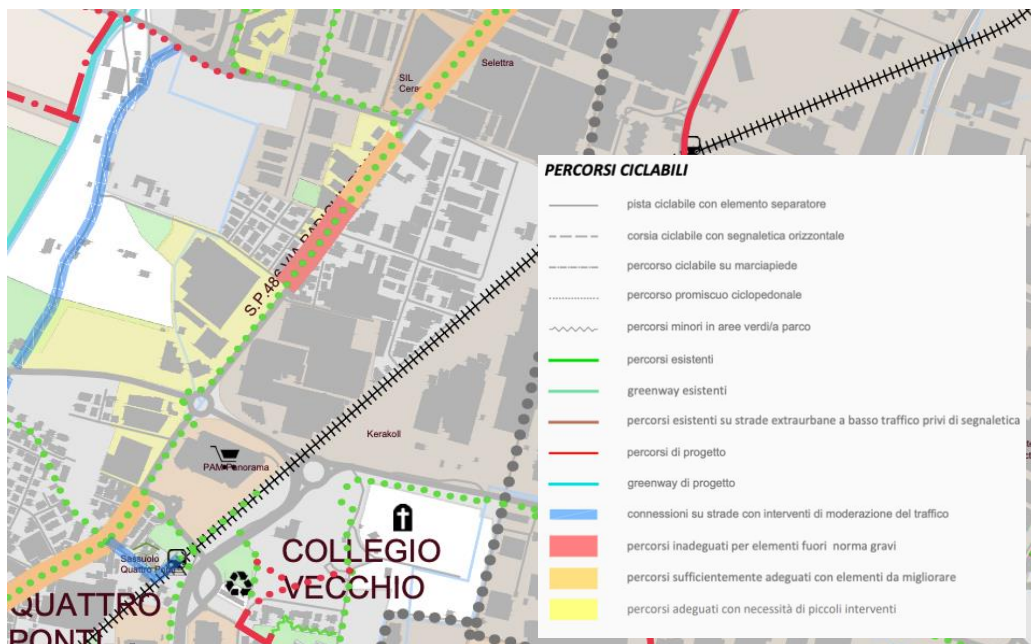 Selettra
SIL
Cera
S.P.486 VIA RADICI
PAM Panorama
Kerakoll
Sassuolo
Quattro Ponti
COLLEGIO
VECCHIO
QUATTRO
PONTI
PERCORSI CICLABILI
pista ciclabile con elemento separatore
corsia ciclabile con segnaletica orizzontale
percorso ciclabile su marciapiede
percorso promiscuo ciclopedonale
percorsi minori in aree verdi/a parco
percorsi esistenti
greenway esistenti
percorsi esistenti su strade extraurbane a basso traffico privi di segnaletica
percorsi di progetto
greenway di progetto
connessioni su strade con interventi di moderazione del traffico
percorsi inadeguati per elementi fuori norma gravi
percorsi sufficientemente adeguati con elementi da migliorare
percorsi adeguati con necessità di piccoli interventi